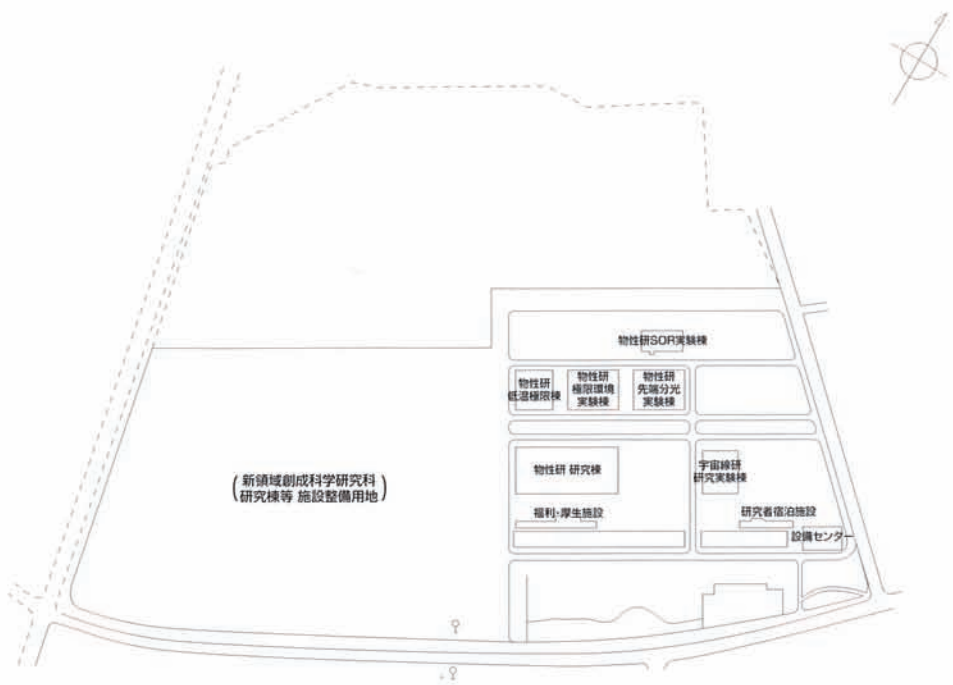 物性研SOR実験棟
物性研
低温極限棟
物性研
極限環境
実験棟
物性研
先端分光
実験棟
新領域創成科学研究科
研究棟等 施設整備用地
物性研 研究棟
宇宙線研
研究実験棟
福利・厚生施設
研究者宿泊施設
設備センター